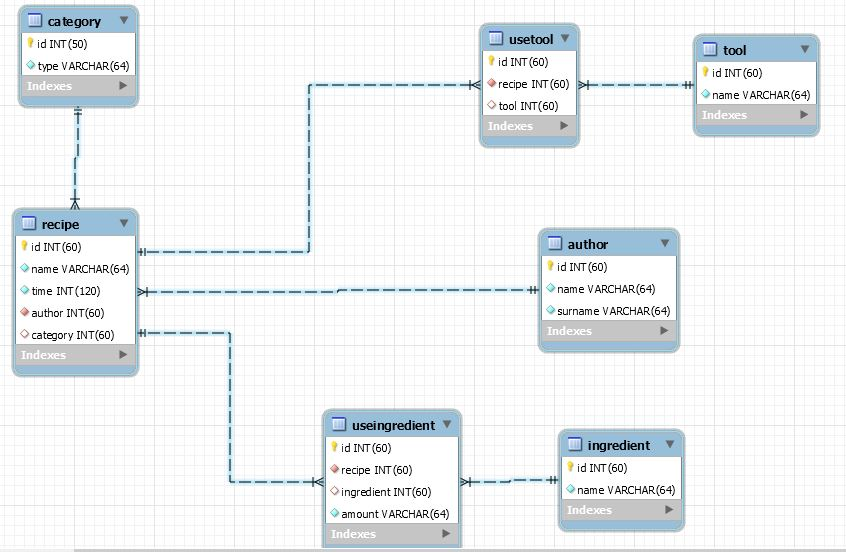 category
id INT(50)
type VARCHAR(64)
Indexes
usetool
id INT(60)
recipe INT(60)
tool INT(60)
Indexes
tool
id INT(60)
name VARCHAR(64)
Indexes
recipe
id INT(60)
name VARCHAR(64)
time INT(120)
author INT(60)
category INT(60)
Indexes
author
id INT(60)
name VARCHAR(64)
surname VARCHAR(64)
Indexes
useingredient
id INT(60)
recipe INT(60)
ingredient INT(60)
amount VARCHAR(64)
Indexes
ingredient
id INT(60)
name VARCHAR(64)
Indexes